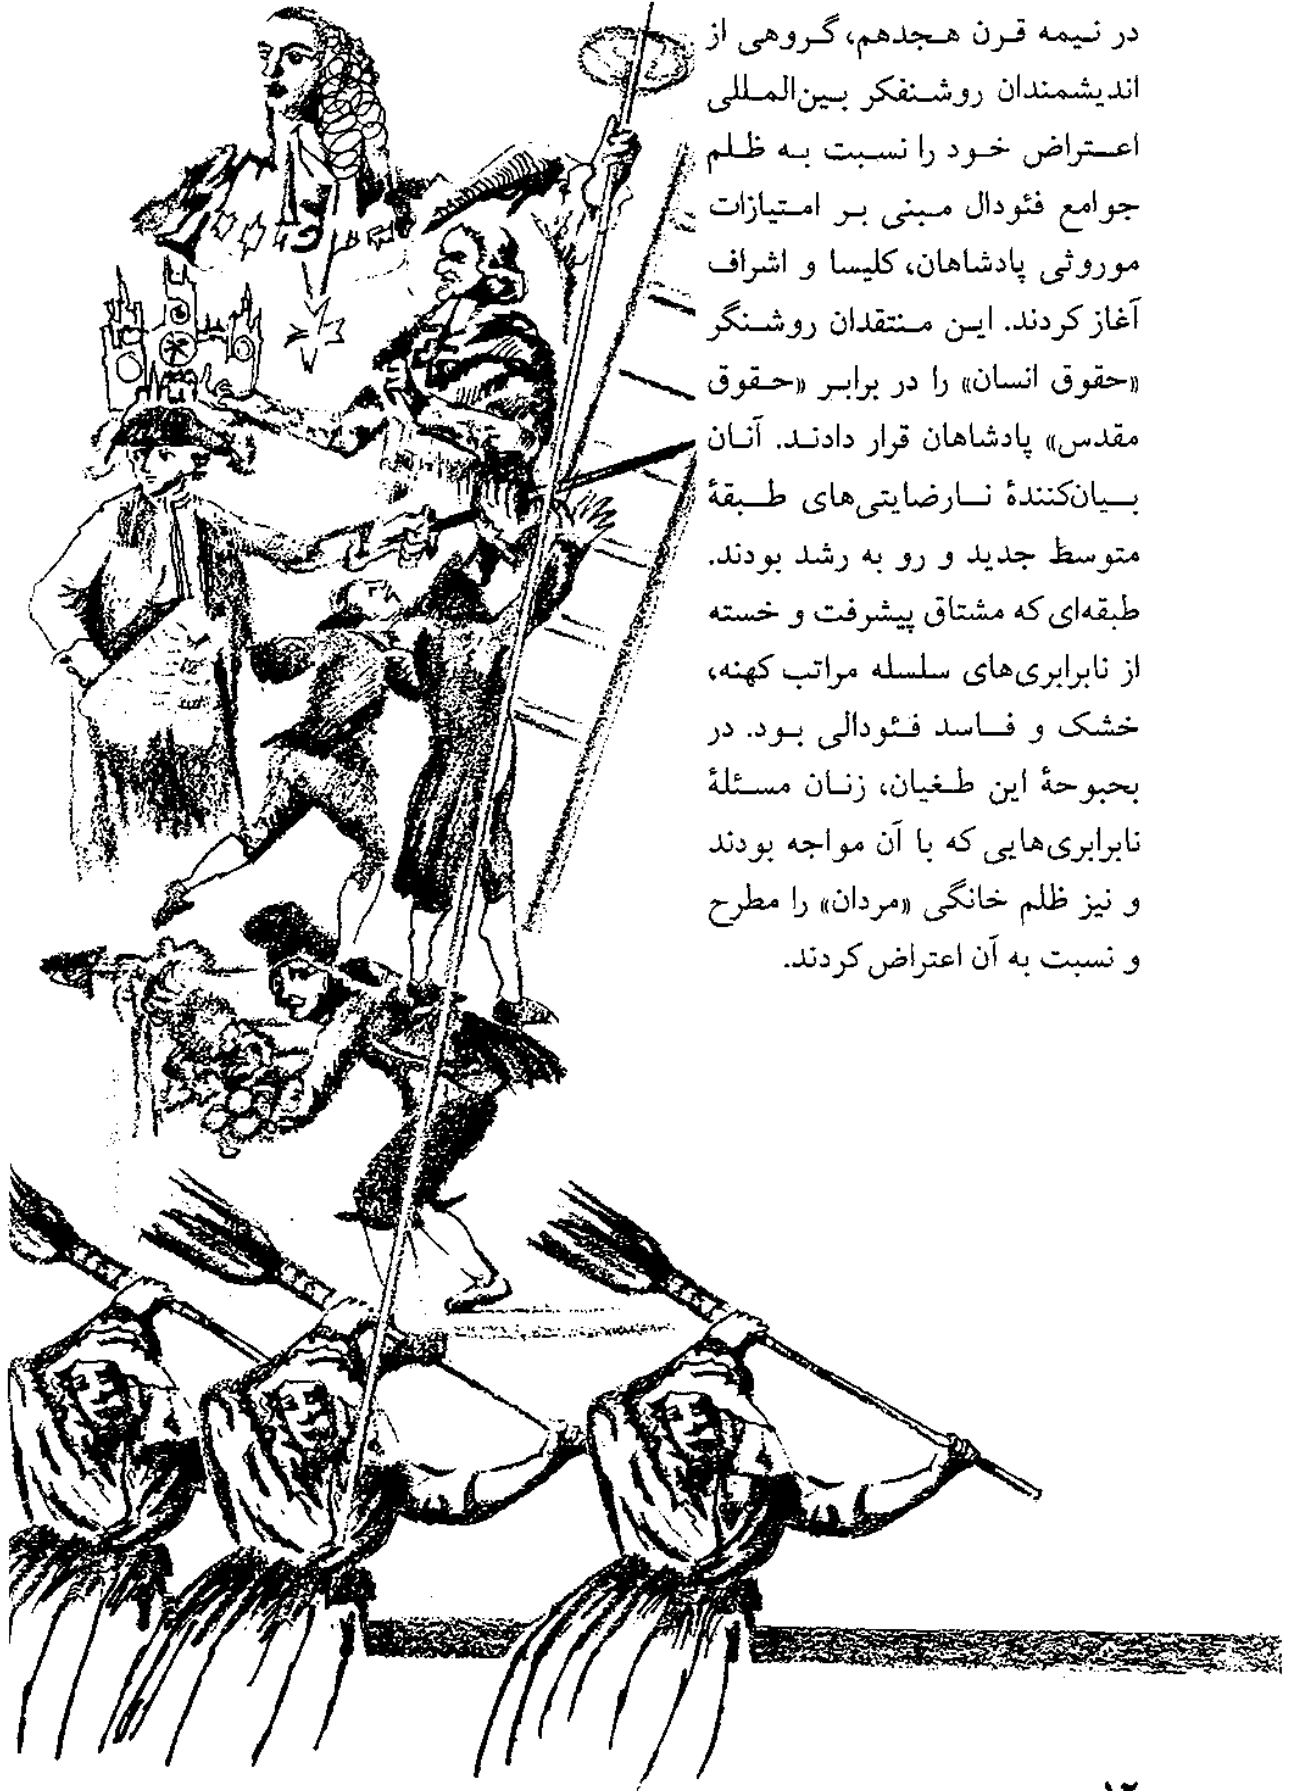 در نیمه قرن هجدهم، گروهی از
اندیشمندان روشنفکر بین‌المللی
اعتراض خود را نسبت به ظلم
جوامع فئودال مبنی بر امتیازات
موروثی پادشاهان، کلیسا و اشراف
آغاز کردند. این منتقدان روشنگر
«حقوق انسان» را در برابر «حقوق
مقدس» پادشاهان قرار دادند. آنان
بیان‌کنندهٔ نارضایتی‌های طبقهٔ
متوسط جدید و رو به رشد بودند.
طبقه‌ای که مشتاق پیشرفت و خسته
از نابرابری‌های سلسله مراتب کهنه،
خشک و فاسد فئودالی بود. در
بحبوحهٔ این طغیان، زنان مسئلهٔ
نابرابری‌هایی که با آن مواجه بودند
و نیز ظلم خانگی «مردان» را مطرح
و نسبت به آن اعتراض کردند.